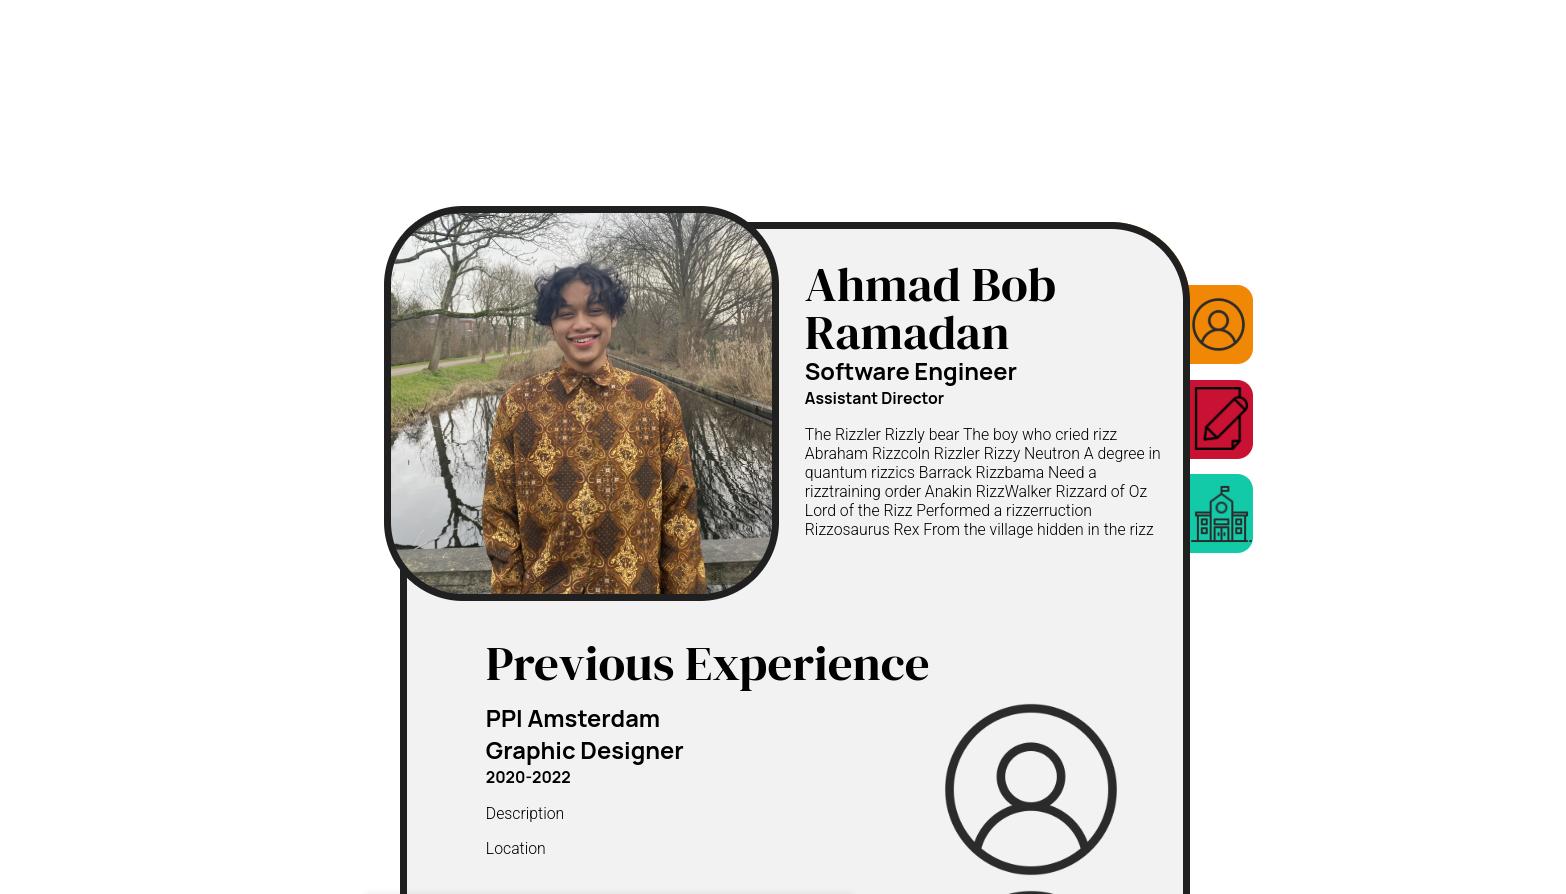 Ahmad Bob
Ramadan
Software Engineer
Assistant Director
The Rizzler Rizzly bear The boy who cried rizz
Abraham Rizzcoln Rizzler Rizzy Neutron A degree in
quantum rizzics Barrack Rizzbama Need a
rizztraining order Anakin RizzWalker Rizzard of Oz
Lord of the Rizz Performed a rizzerruction
Rizzosaurus Rex From the village hidden in the rizz
Previous Experience
PPI Amsterdam
Graphic Designer
2020-2022
Description
Location